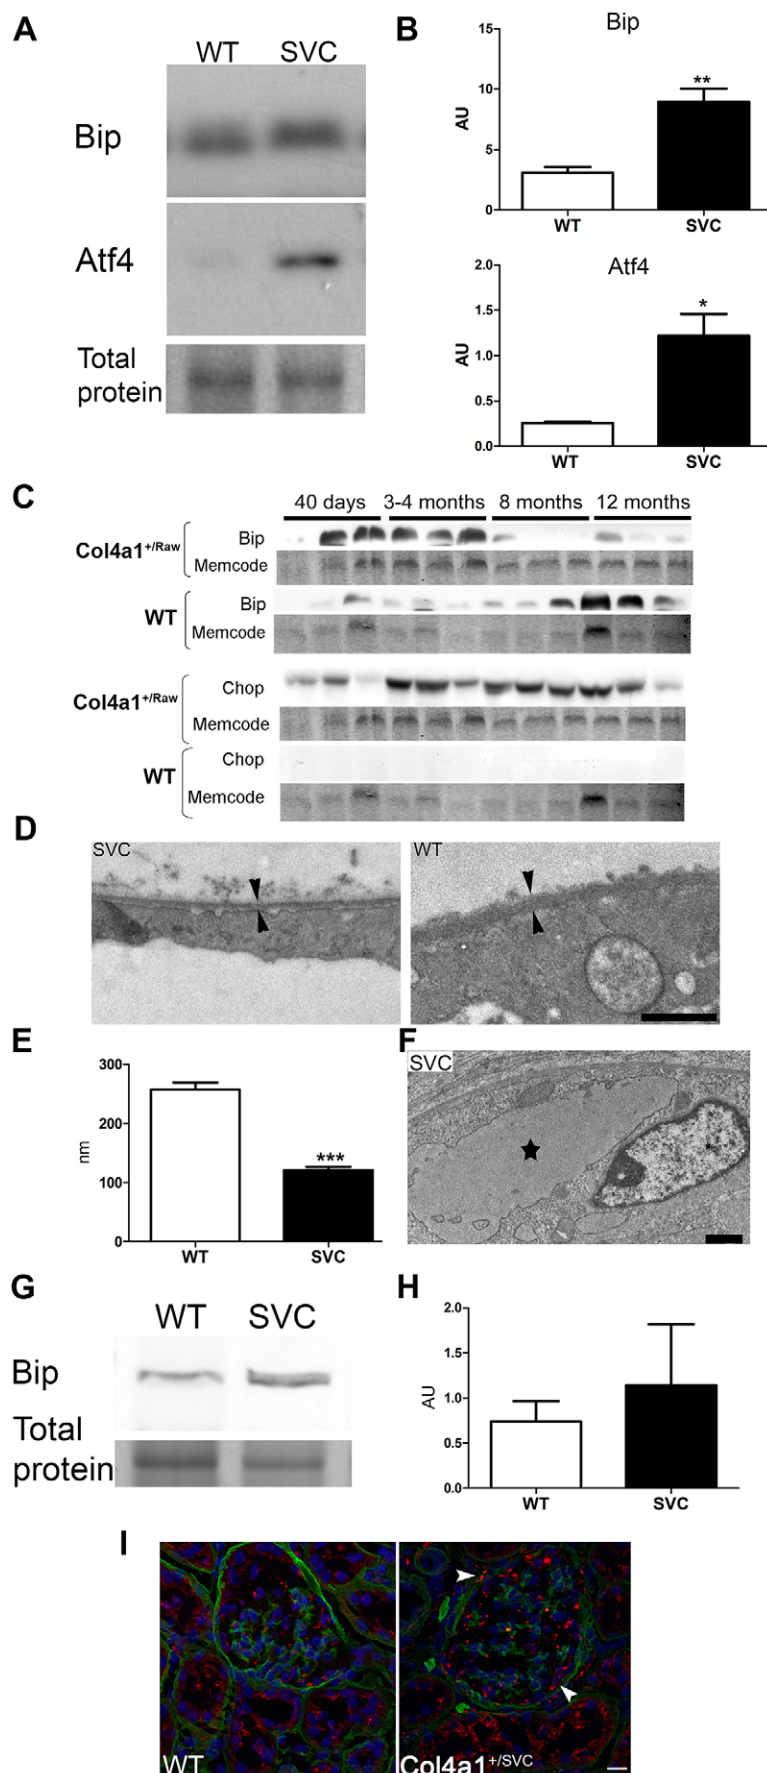 A
WT SVC
Bip
Atf4
Total
protein
B
Bip
15
10
5
0
AU
**
WT SVC
Atf4
2.0
1.5
1.0
0.5
0.0
AU
*
WT SVC
C
40 days 3-4 months 8 months 12 months
Col4a1+/Raw
Bip
Memcode
WT
Bip
Memcode
Col4a1+/Raw
Chop
Memcode
WT
Chop
Memcode
D
SVC
WT
E
300
200
100
0
nm
***
WT SVC
F
SVC
G
WT SVC
Bip
Total
protein
H
2.0
1.5
1.0
0.5
0.0
AU
WT SVC
I
WT
Col4a1+/SVC